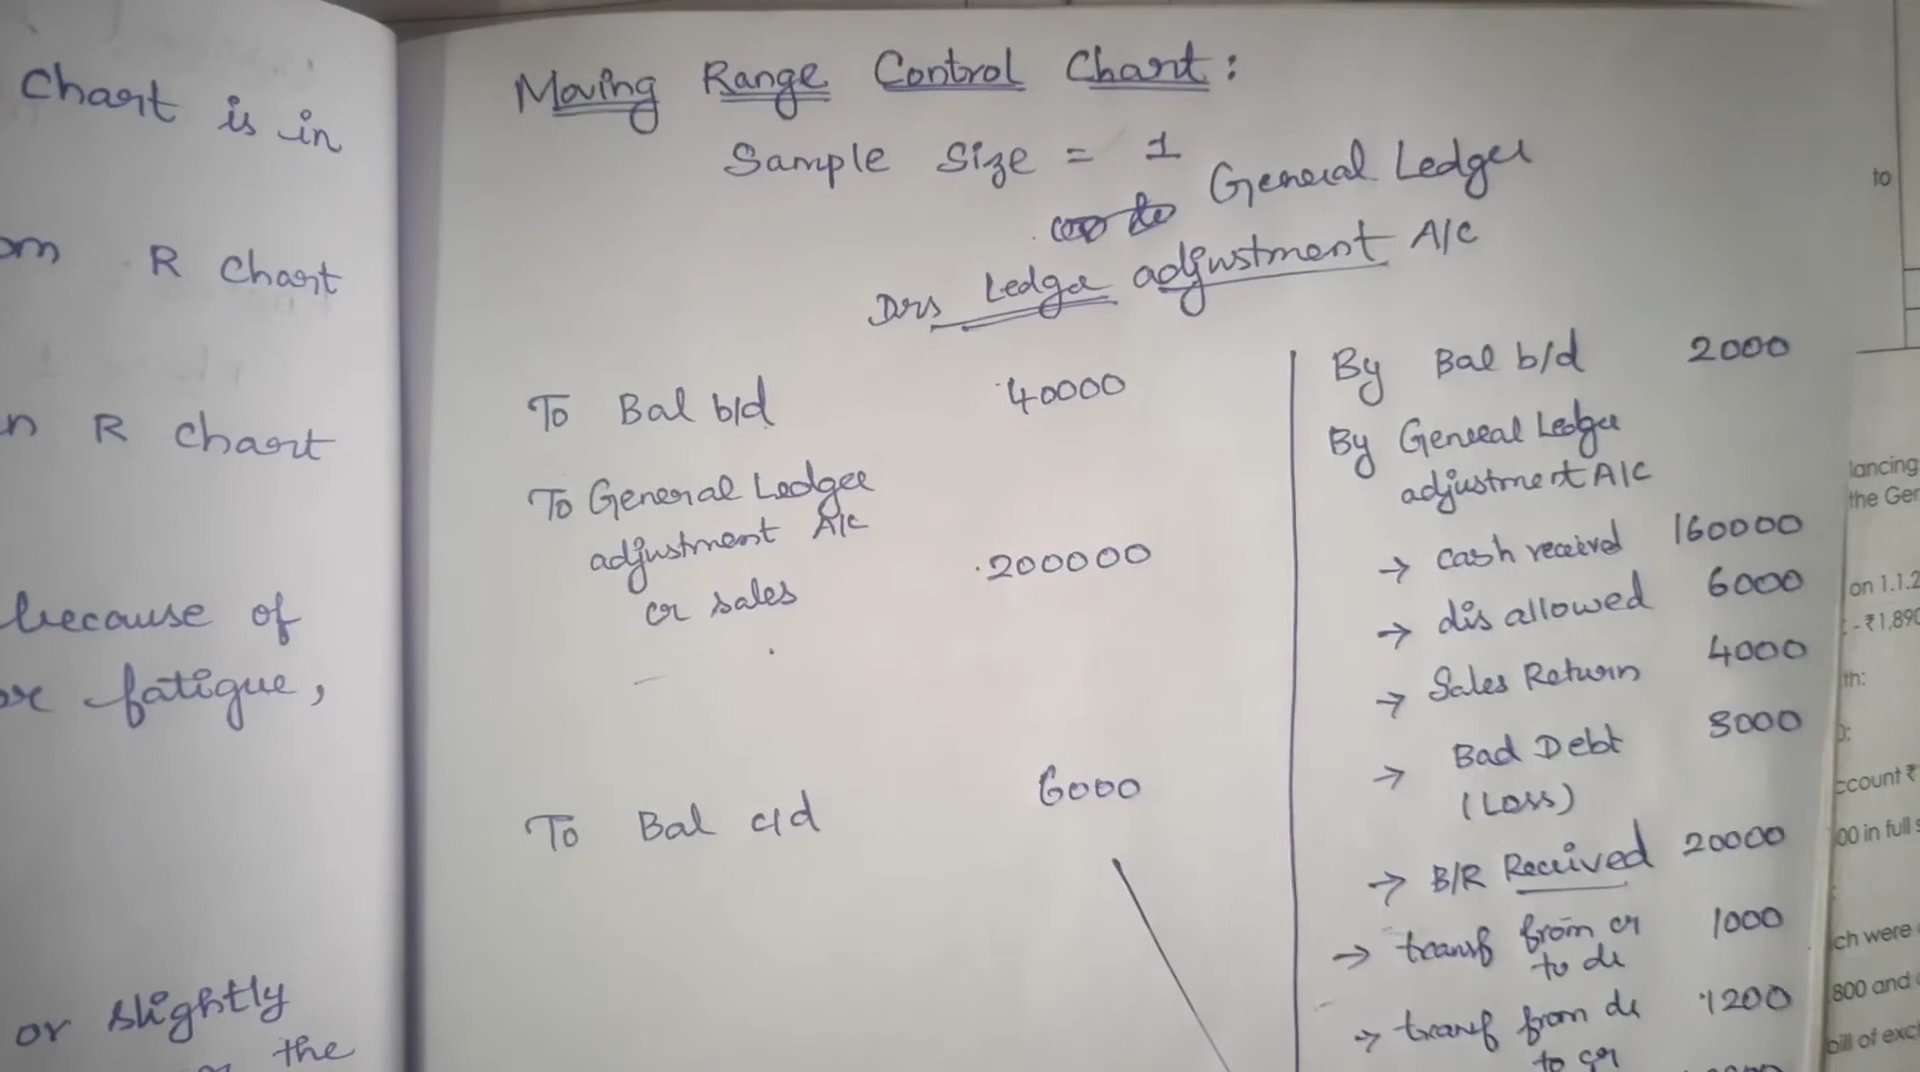 Chart is in
R Chart
R chart
because of
fatigue,
or slightly
the
Moving Range Control Chart :
Sample Size = 1
General Ledger
Drs Ledger adjustment A/c
To Bal b/d 40000
To General Ledger
adjustment A/c
cr sales 200000
To Bal c/d 6000
By Bal b/d 2000
By General Ledger
adjustment A/c
→ cash received 160000
→ dis allowed 6000
→ Sales Return 4000
→ Bad Debt
(Loss)
→ B/R Received 20000
→ transf from cr 1000
to dr
→ transf from dr 1200
to cr
to
lancing
the Ger
on 1.1.2
- ₹1,890
th:
ccount ₹
00 in full s
ch were
800 and
bill of exc